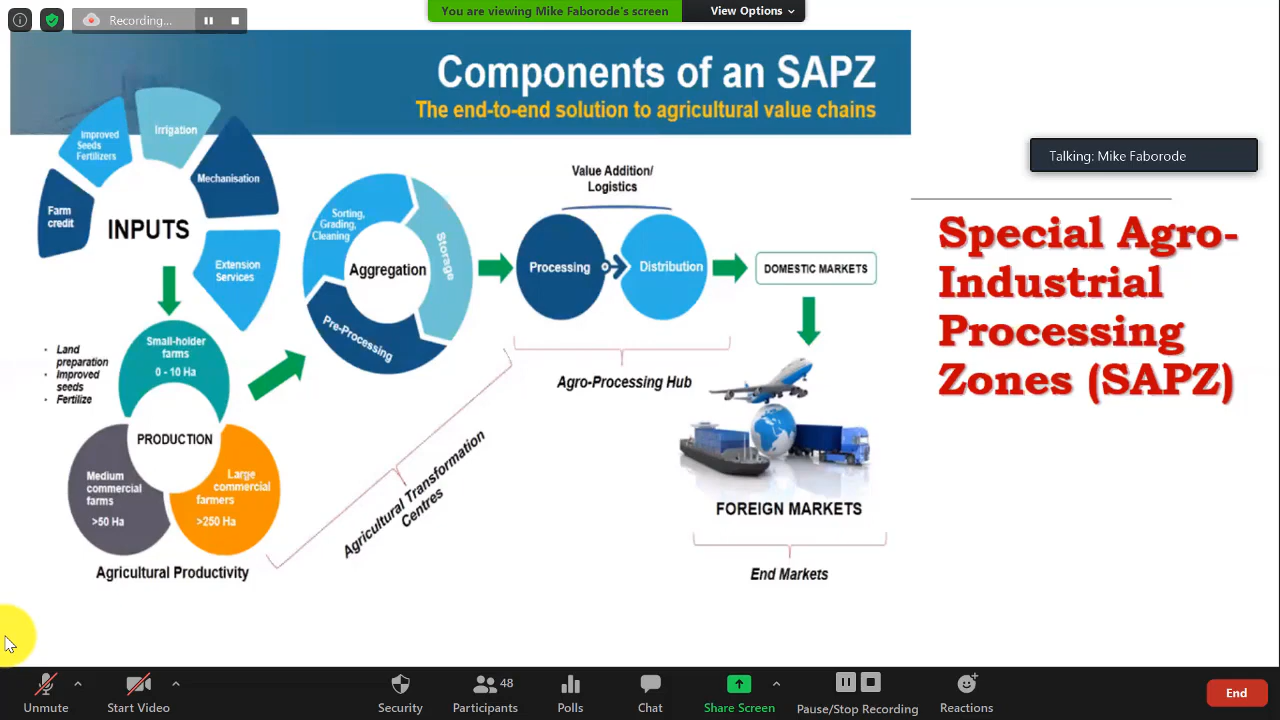 Recording...
You are viewing Mike Faborode's screen
View Options
Components of an SAPZ
The end-to-end solution to agricultural value chains
Talking: Mike Faborode
Special Agro-
Industrial
Processing
Zones (SAPZ)
Farm
credit
Improved
Seeds
Fertilizers
Irrigation
Mechanisation
Extension
Services
INPUTS
Land
preparation
Improved
seeds
Fertilize
Small-holder
farms
0 - 10 Ha
PRODUCTION
Medium
commercial
farms
>50 Ha
Large
commercial
farmers
>250 Ha
Agricultural Productivity
Sorting,
Grading,
Cleaning
Storage
Pre-Processing
Aggregation
Agricultural Transformation
Centres
Value Addition/
Logistics
Processing
Distribution
Agro-Processing Hub
DOMESTIC MARKETS
FOREIGN MARKETS
End Markets
Unmute
Start Video
Security
48
Participants
Polls
Chat
Share Screen
Pause/Stop Recording
Reactions
End